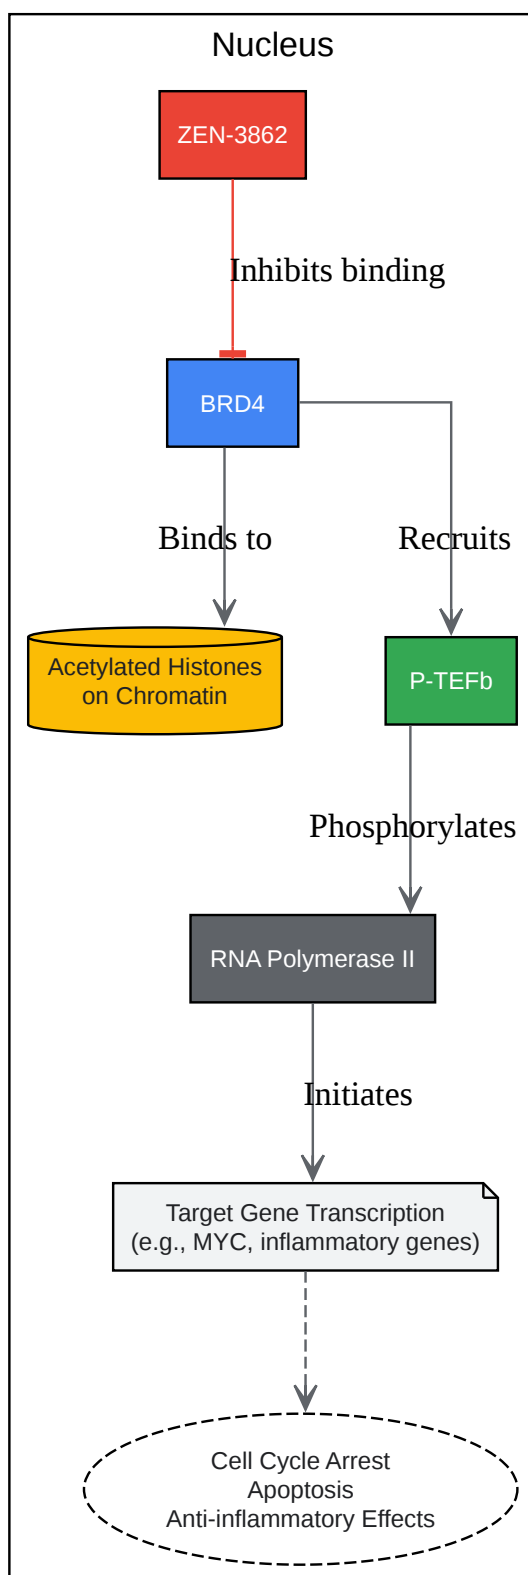 Nucleus
ZEN-3862
Inhibits binding
BRD4
Binds to
Recruits
Acetylated Histones
on Chromatin
P-TEFb
Phosphorylates
RNA Polymerase II
Initiates
Target Gene Transcription
(e.g., MYC, inflammatory genes)
Cell Cycle Arrest
Apoptosis
Anti-inflammatory Effects